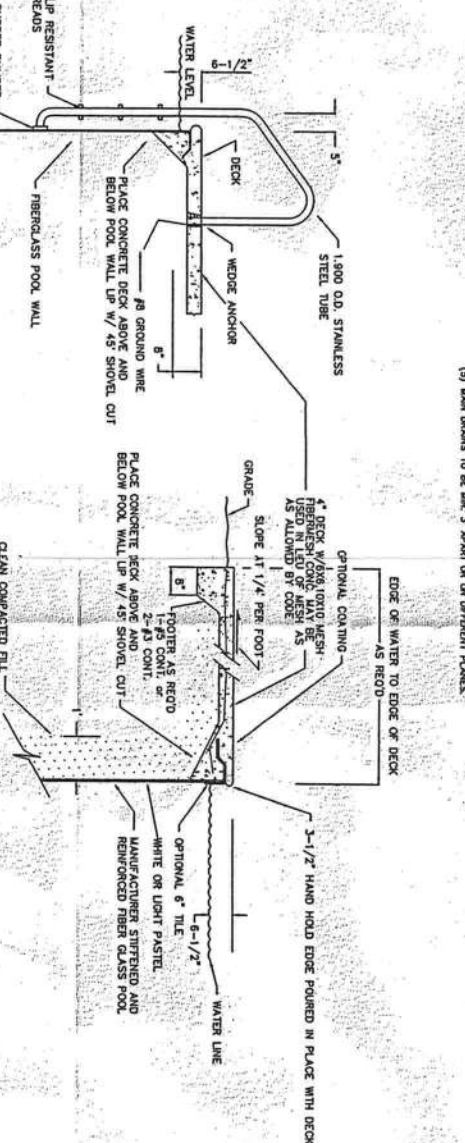 (5) MAIN DRAINS TO BE MIN. 3' APART OR ON DIFFERENT PLANES.
1.900 O.D. STAINLESS
STEEL TUBE
5"
6-1/2"
WATER LEVEL
DECK
WEDGE ANCHOR
SLIP RESISTANT
TREADS
#8 GROUND WIRE
8"
PLACE CONCRETE DECK ABOVE AND
BELOW POOL WALL LIP W/ 45° SHOVEL CUT
FIBERGLASS POOL WALL
EDGE OF WATER TO EDGE OF DECK
AS REQ'D
3-1/2" HAND HOLD EDGE POURED IN PLACE WITH DECK
OPTIONAL COATING
4" DECK W/6X6,10X10 MESH-
FIBERMESH CONC. MAY BE
USED IN LIEU OF MESH AS
AS ALLOWED BY CODE
SLOPE AT 1/4" PER FOOT
GRADE
8"
FOOTER AS REQ'D
1-#5 CONT. or
2-#3 CONT.
PLACE CONCRETE DECK ABOVE AND
BELOW POOL WALL LIP W/ 45° SHOVEL CUT
CLEAN COMPACTED FILL
1'
6-1/2"
WATER LINE
OPTIONAL 6" TILE
WHITE OR LIGHT PASTEL
MANUFACTURER STIFFENED AND
REINFORCED FIBER GLASS POOL